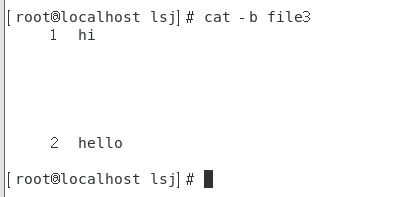 [root@localhost lsj]# cat -b file3
     1  hi
     2  hello
[root@localhost lsj]#